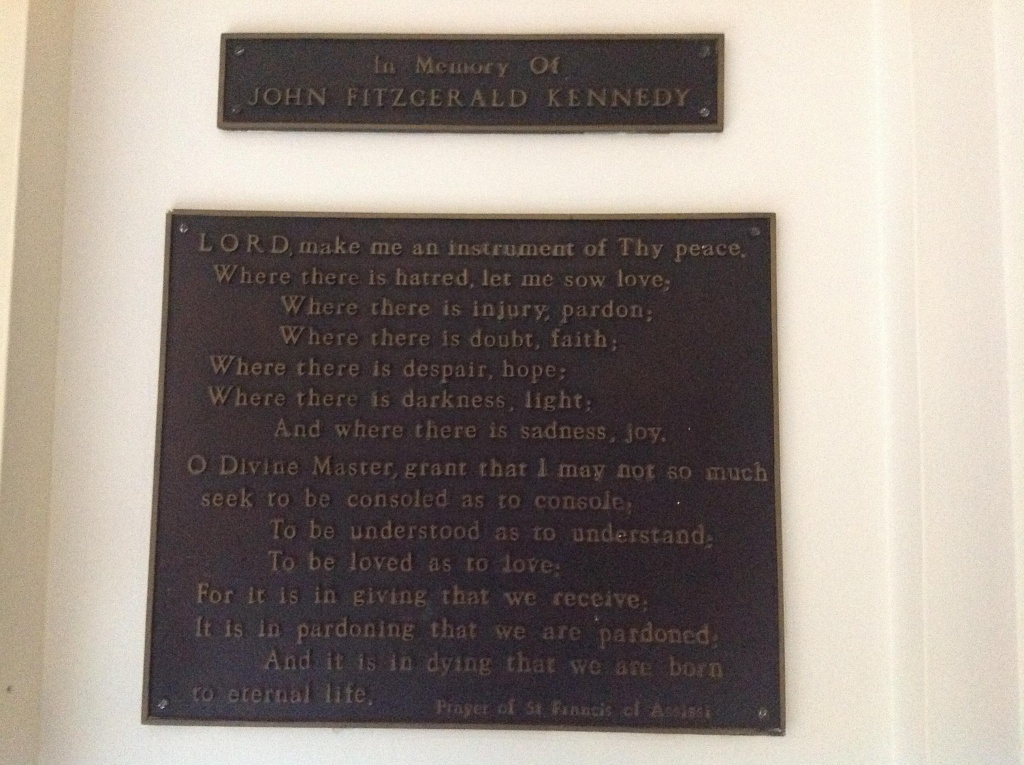 In Memory Of
JOHN FITZGERALD KENNEDY
LORD, make me an instrument of Thy peace.
Where there is hatred, let me sow love;
Where there is injury, pardon;
Where there is doubt, faith;
Where there is despair, hope;
Where there is darkness, light;
And where there is sadness, joy.
O Divine Master, grant that I may not so much
seek to be consoled as to console;
To be understood as to understand;
To be loved as to love;
For it is in giving that we receive;
It is in pardoning that we are pardoned;
And it is in dying that we are born
to eternal life.
Prayer of St Francis of Assisi